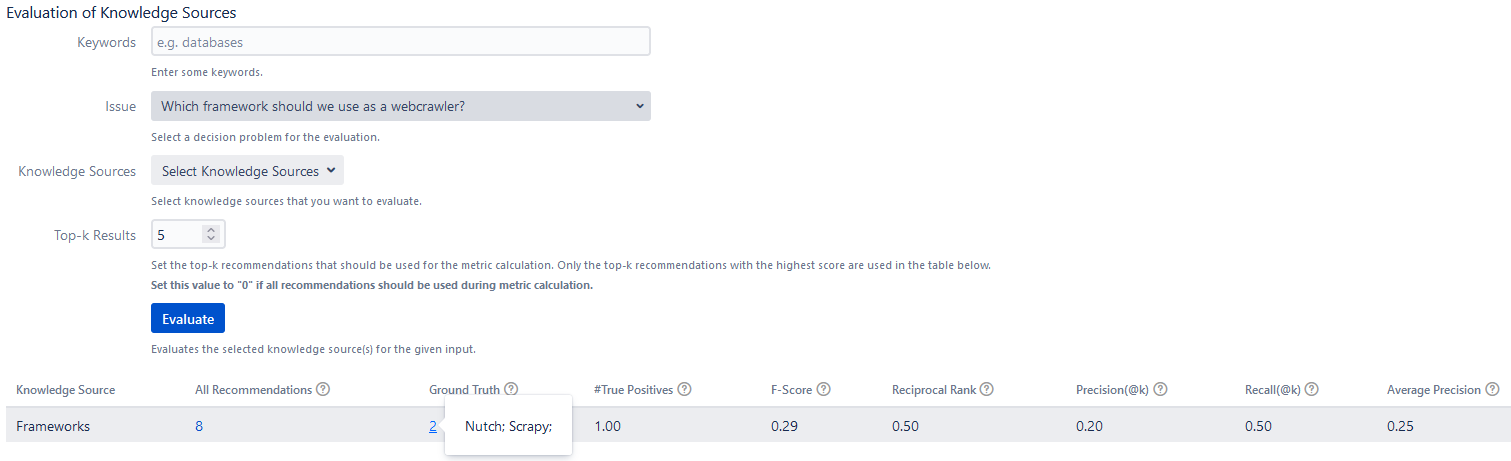 Evaluation of Knowledge Sources
Keywords
e.g. databases
Enter some keywords.
Issue
Which framework should we use as a webcrawler?
Select a decision problem for the evaluation.
Knowledge Sources
Select Knowledge Sources
Select knowledge sources that you want to evaluate.
Top-k Results
5
Set the top-k recommendations that should be used for the metric calculation. Only the top-k recommendations with the highest score are used in the table below.
Set this value to "0" if all recommendations should be used during metric calculation.
Evaluate
Evaluates the selected knowledge source(s) for the given input.
Knowledge Source All Recommendations ? Ground Truth ? #True Positives ? F-Score ? Reciprocal Rank ? Precision(@k) ? Recall(@k) ? Average Precision ?
Frameworks 8 2 Nutch; Scrapy; 1.00 0.29 0.50 0.20 0.50 0.25